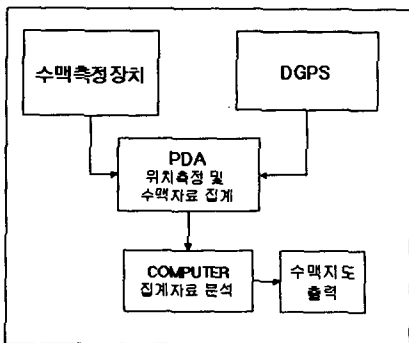 수맥측정장치
DGPS
PDA
위치측정 및
수맥자료 집계
COMPUTER
집계자료 분석
수맥지도
출력